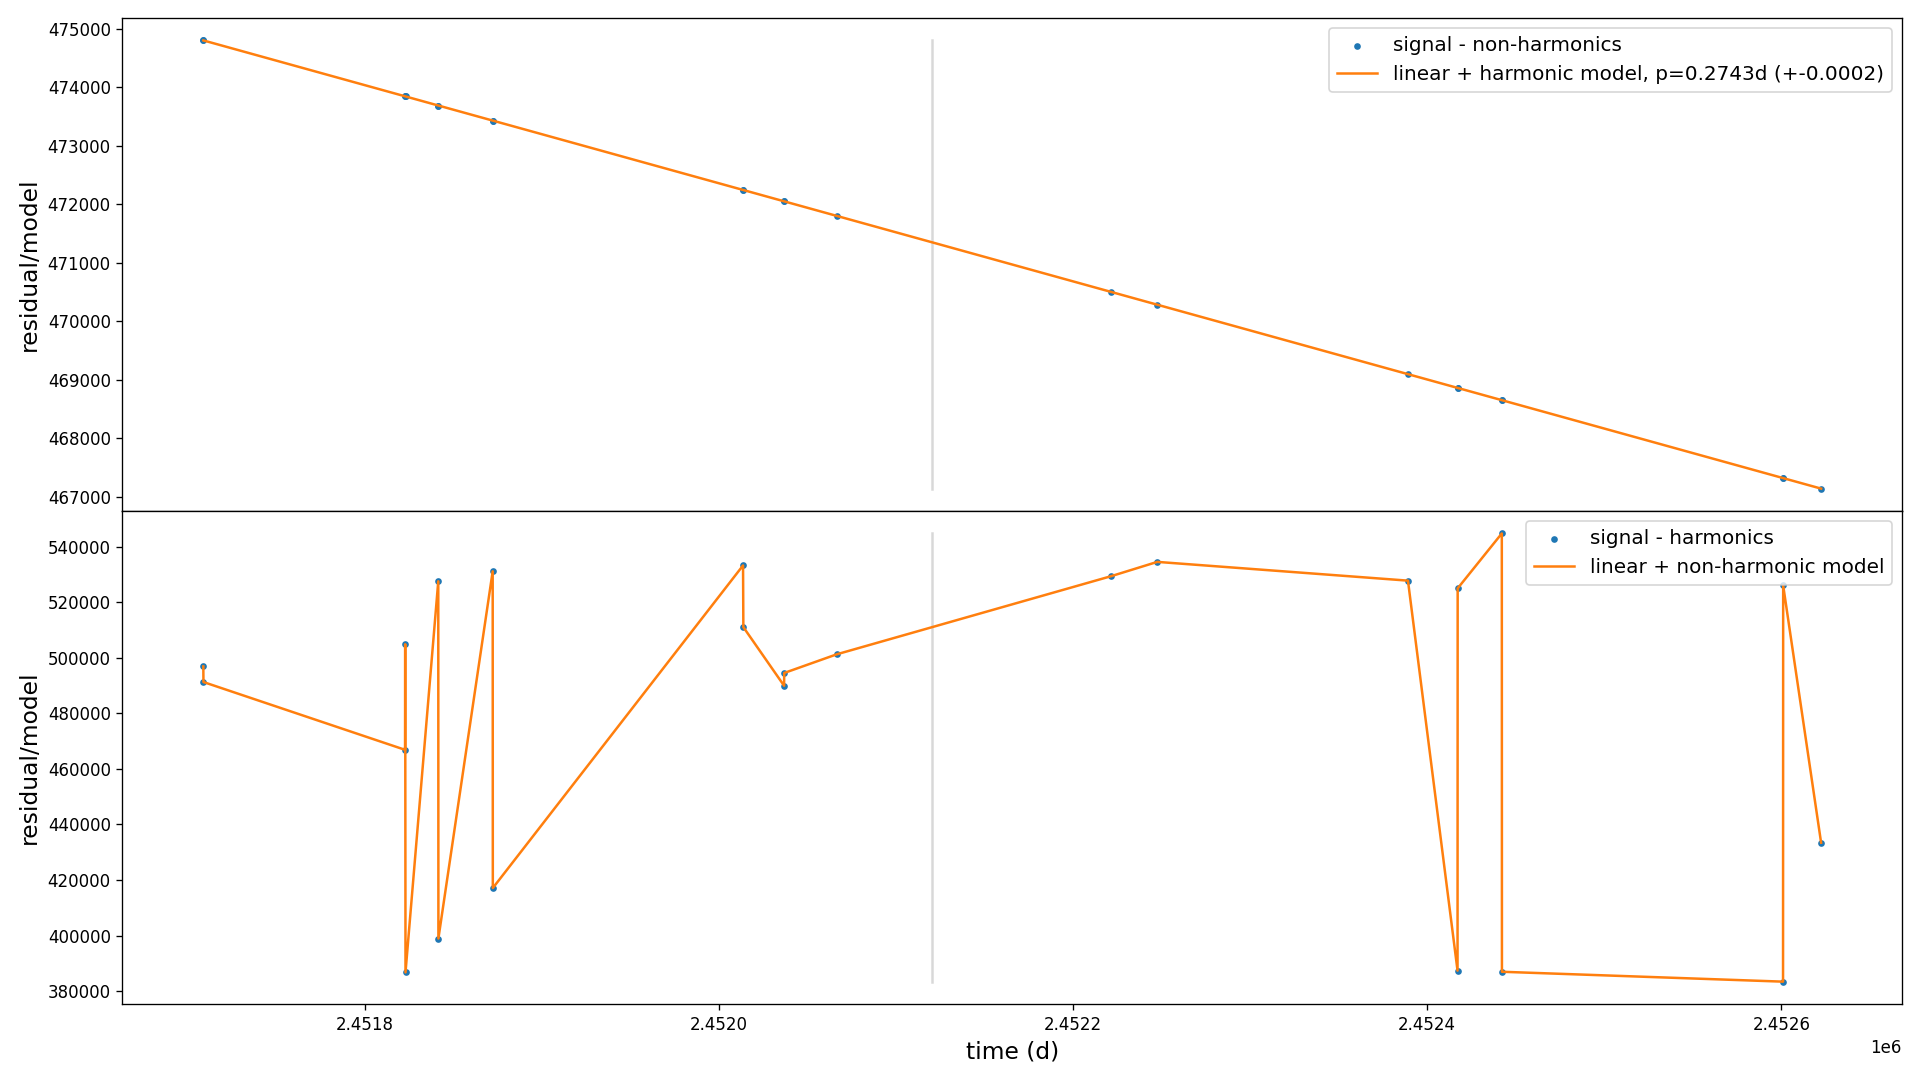 475000
474000
473000
472000
471000
470000
469000
468000
467000
residual/model
signal - non-harmonics
linear + harmonic model, p=0.2743d (+-0.0002)
540000
520000
500000
480000
460000
440000
420000
400000
380000
residual/model
signal - harmonics
linear + non-harmonic model
2.4518
2.4520
2.4522
2.4524
2.4526
1e6
time (d)